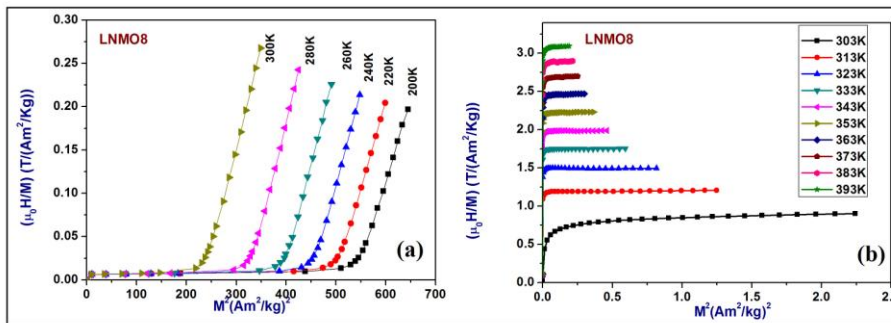 LNMO8
300K
280K
260K
240K
220K
200K
(a)
0.30
0.25
0.20
0.15
0.10
0.05
0.00
(μ₀H/M) (T/(Am²/Kg))
0 100 200 300 400 500 600 700
M²(Am²/kg)²
LNMO8
303K
313K
323K
333K
343K
353K
363K
373K
383K
393K
(b)
3.0
2.5
2.0
1.5
1.0
0.5
0.0
(μ₀H/M) (T/(Am²/Kg))
0.0 0.5 1.0 1.5 2.0 2.
M²(Am²/kg)²